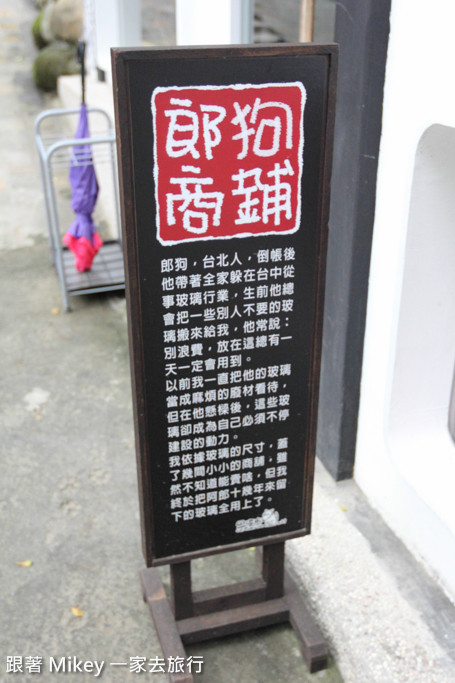 郎狗
商鋪
郎狗，台北人，倒帳後
他帶著全家躲在台中從
事玻璃行業，生前他總
會把一些別人不要的玻
璃搬來給我，他常說：
別浪費，放在這總有一
天一定會用到。
以前我一直把他的玻璃
當成麻煩的廢材看待，
但在他懸樑後，這些玻
璃卻成為自己必須不停
建設的動力。
我依據玻璃的尺寸，蓋
了幾間小小的商舖，雖
然不知道能賣啥，但我
終於把阿郎十幾年來留
下的玻璃全用上了。
跟著 Mikey 一家去旅行